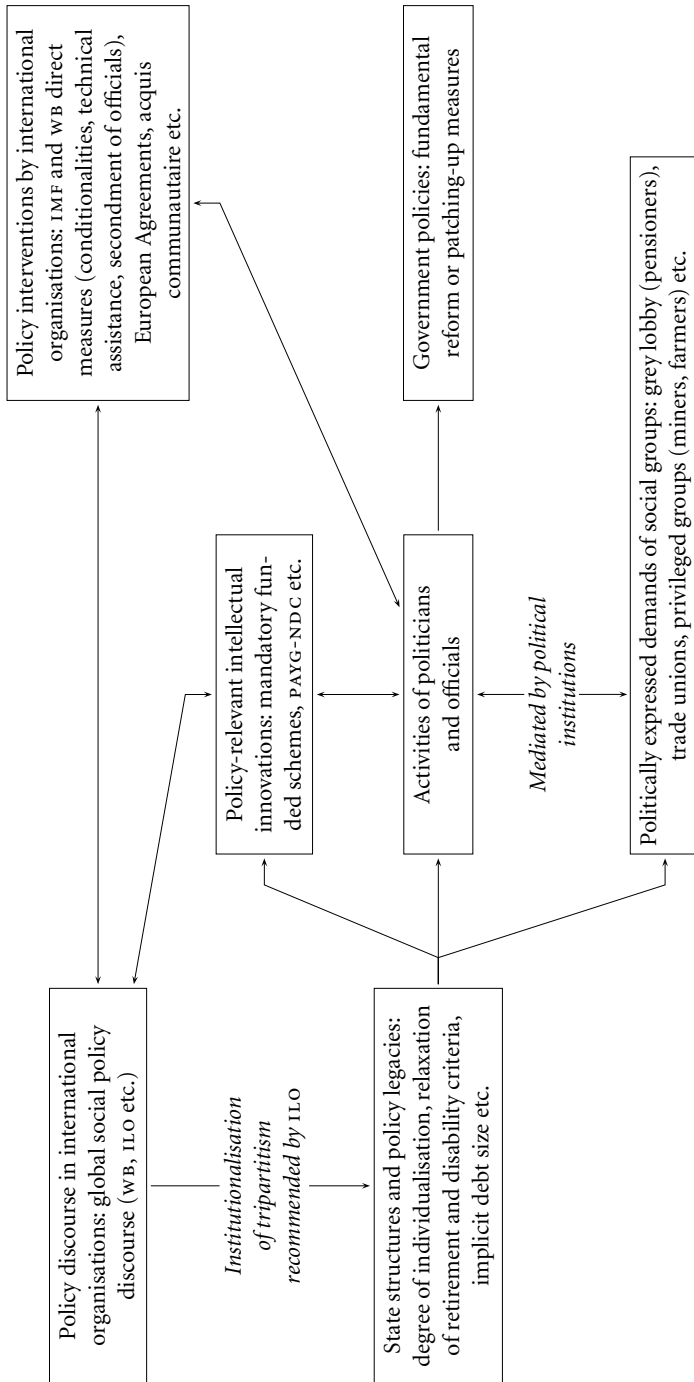 Policy discourse in international
organisations: global social policy
discourse (WB, ILO etc.)
Policy interventions by international
organisations: IMF and WB direct
measures (conditionalities, technical
assistance, secondment of officials),
European Agreements, acquis
communautaire etc.
Policy-relevant intellectual
innovations: mandatory fun-
ded schemes, PAYG-NDC etc.
Institutionalisation
of tripartitism
recommended by ILO
State structures and policy legacies:
degree of individualisation, relaxation
of retirement and disability criteria,
implicit debt size etc.
Activities of politicians
and officials
Government policies: fundamental
reform or patching-up measures
Mediated by political
institutions
Politically expressed demands of social groups: grey lobby (pensioners),
trade unions, privileged groups (miners, farmers) etc.